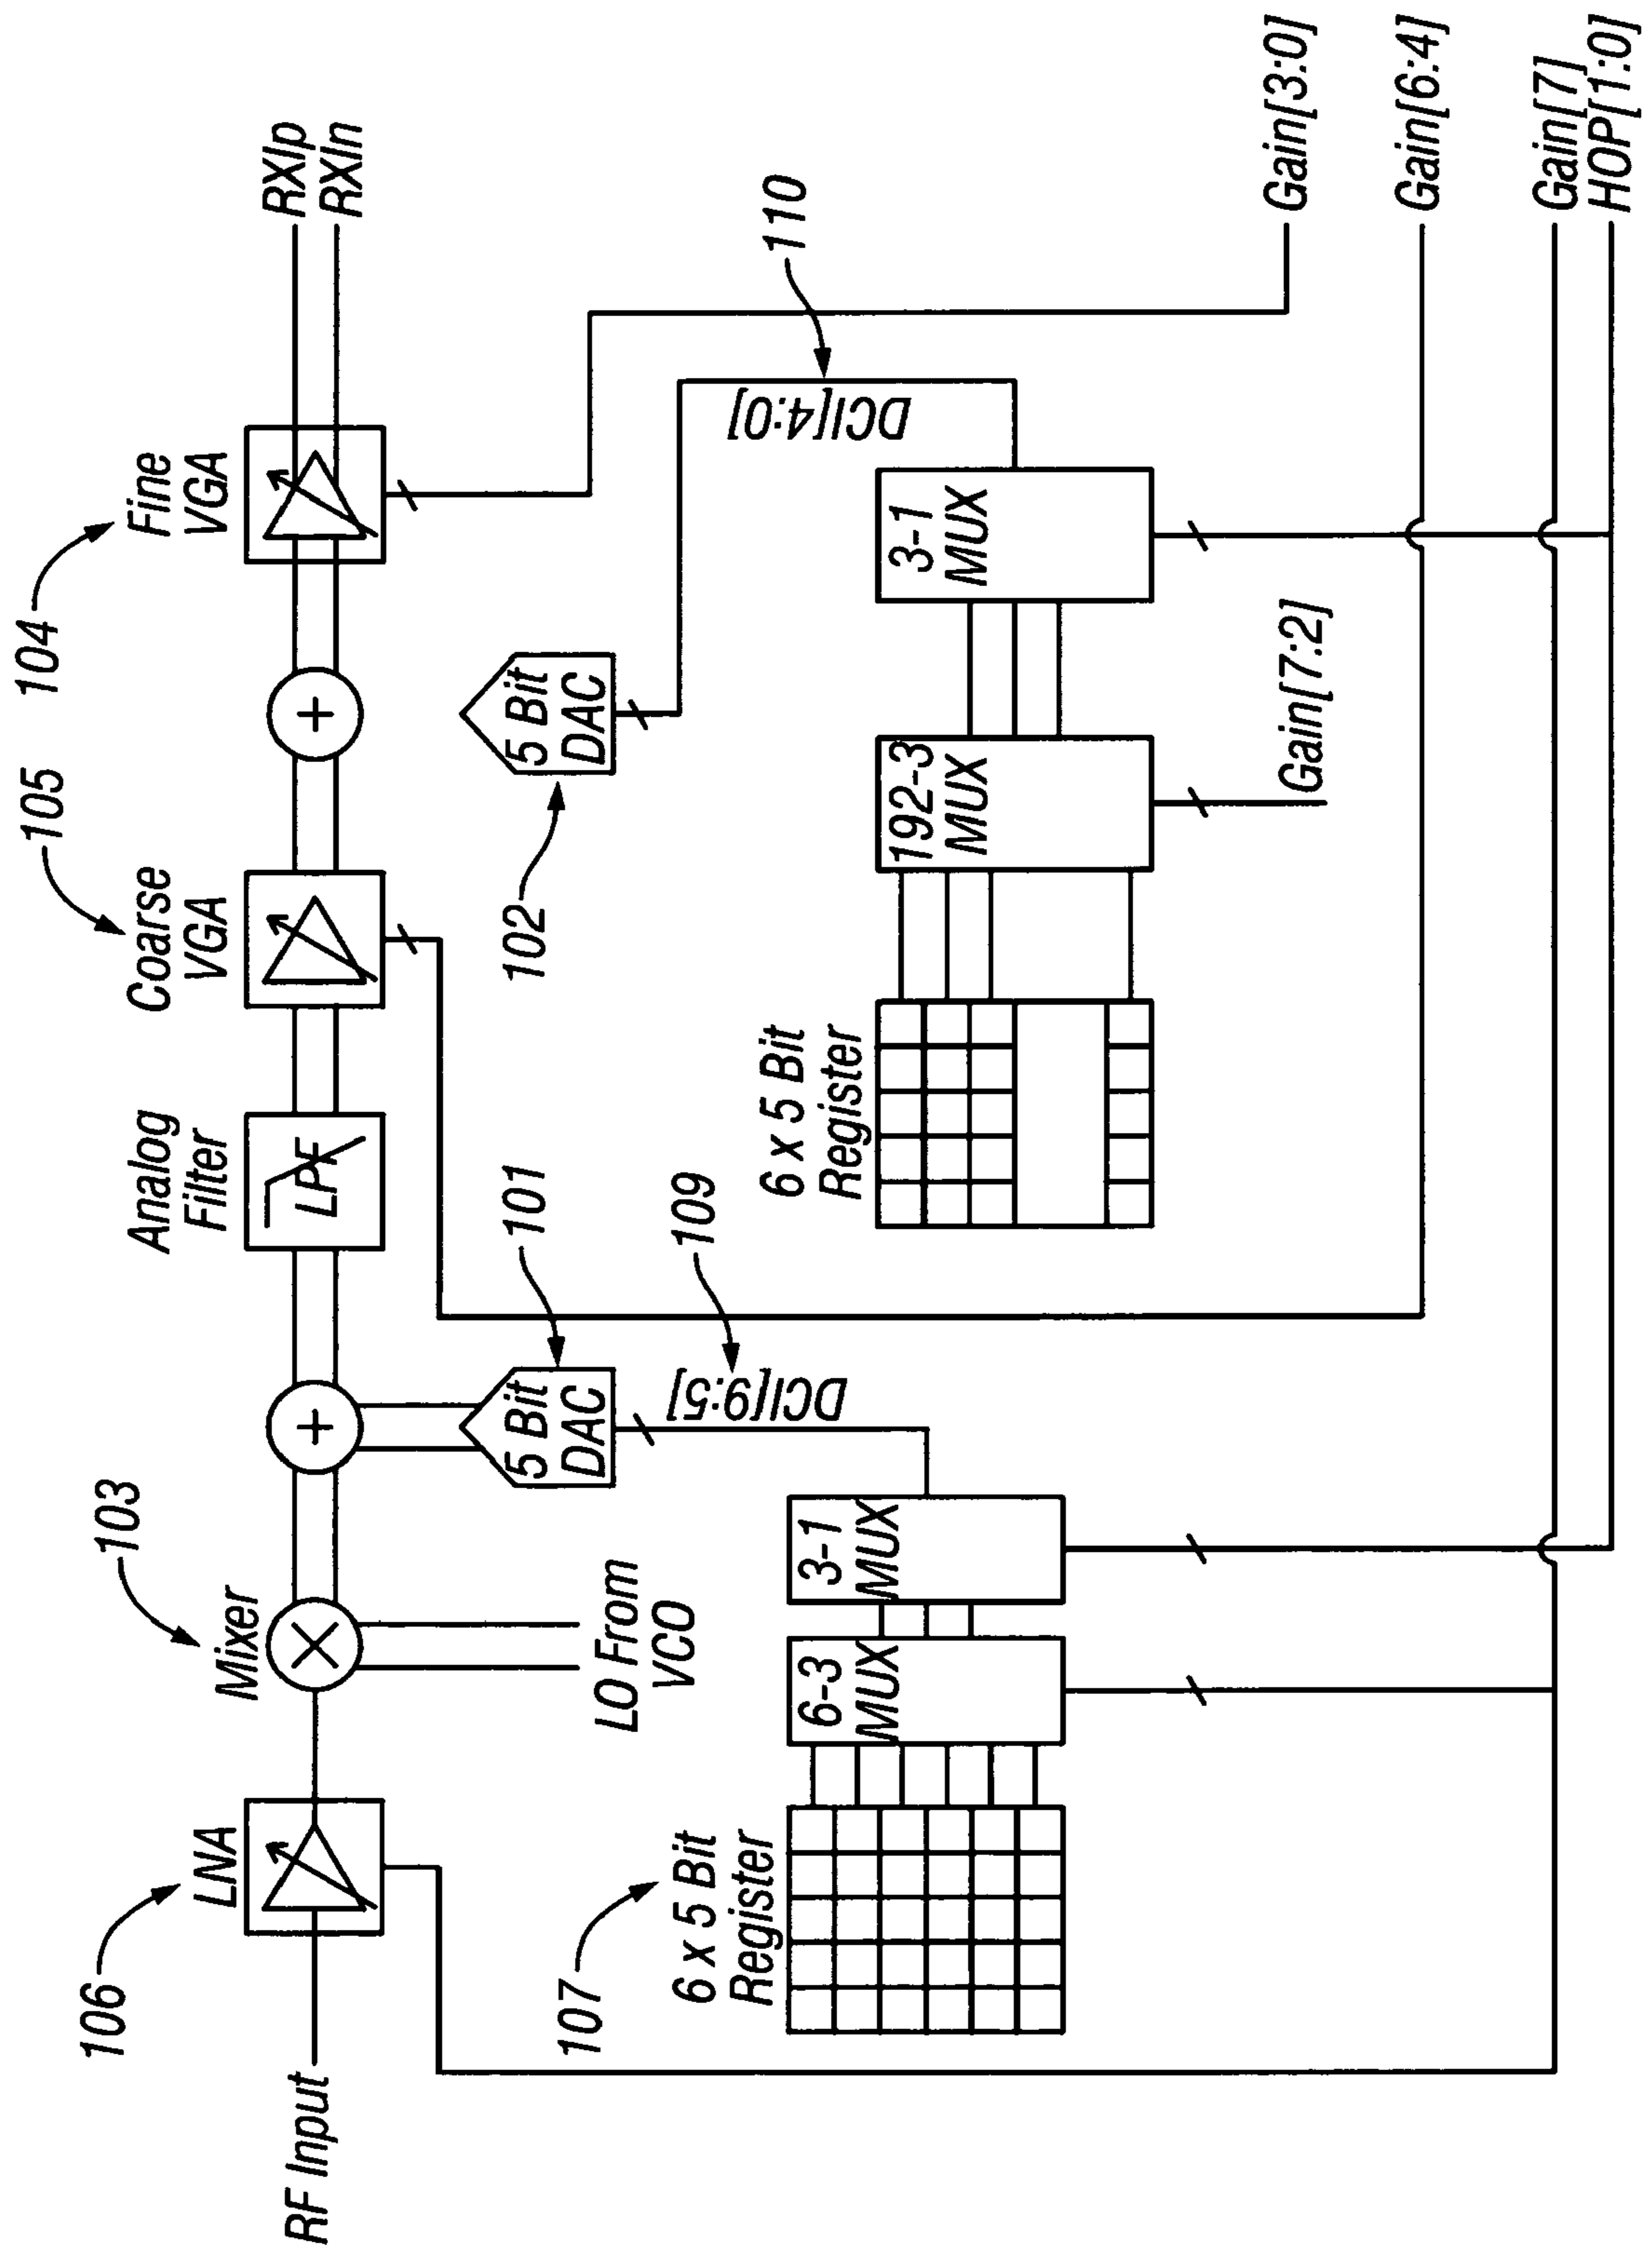 106
LNA
RF Input
103
Mixer
LO From
VCO
Analog
Filter
LPF
105
Coarse
VGA
104
Fine
VGA
RXIp
RXIn
101
5 Bit
DAC
109
DCI[9:5]
102
5 Bit
DAC
110
DCI[4:0]
107
6 x 5 Bit
Register
6-3
MUX
3-1
MUX
6 x 5 Bit
Register
192-3
MUX
3-1
MUX
Gain[7:2]
Gain[3:0]
Gain[6:4]
Gain[7]
HOP[1:0]